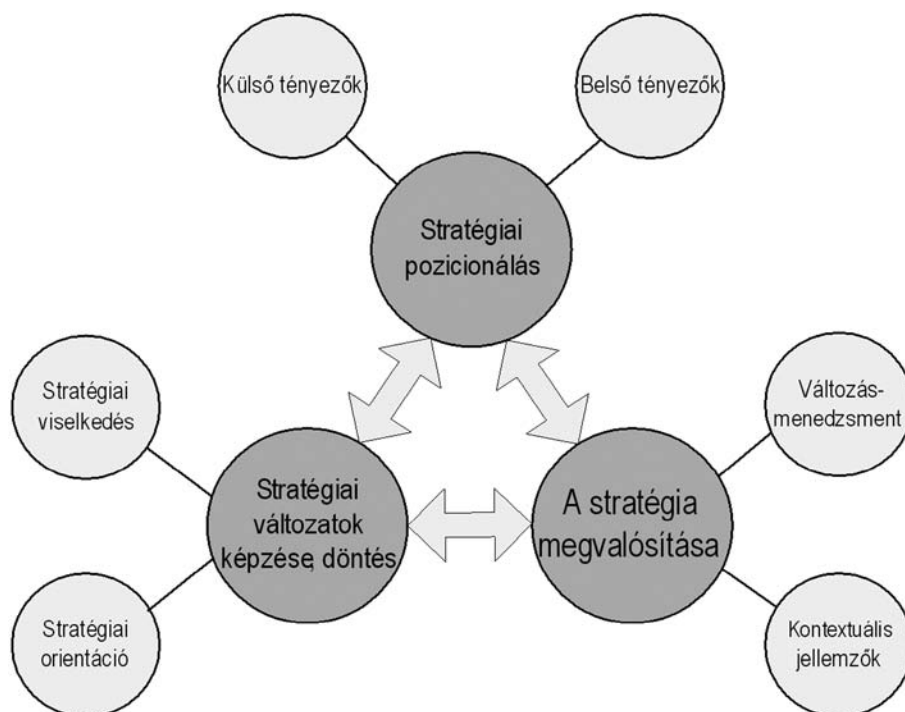 Külső tényezők
Belső tényezők
Stratégiai
pozicionálás
Stratégiai
viselkedés
Változás-
menedzsment
Stratégiai
változatok
képzése, döntés
A stratégia
megvalósítása
Stratégiai
orientáció
Kontextuális
jellemzők